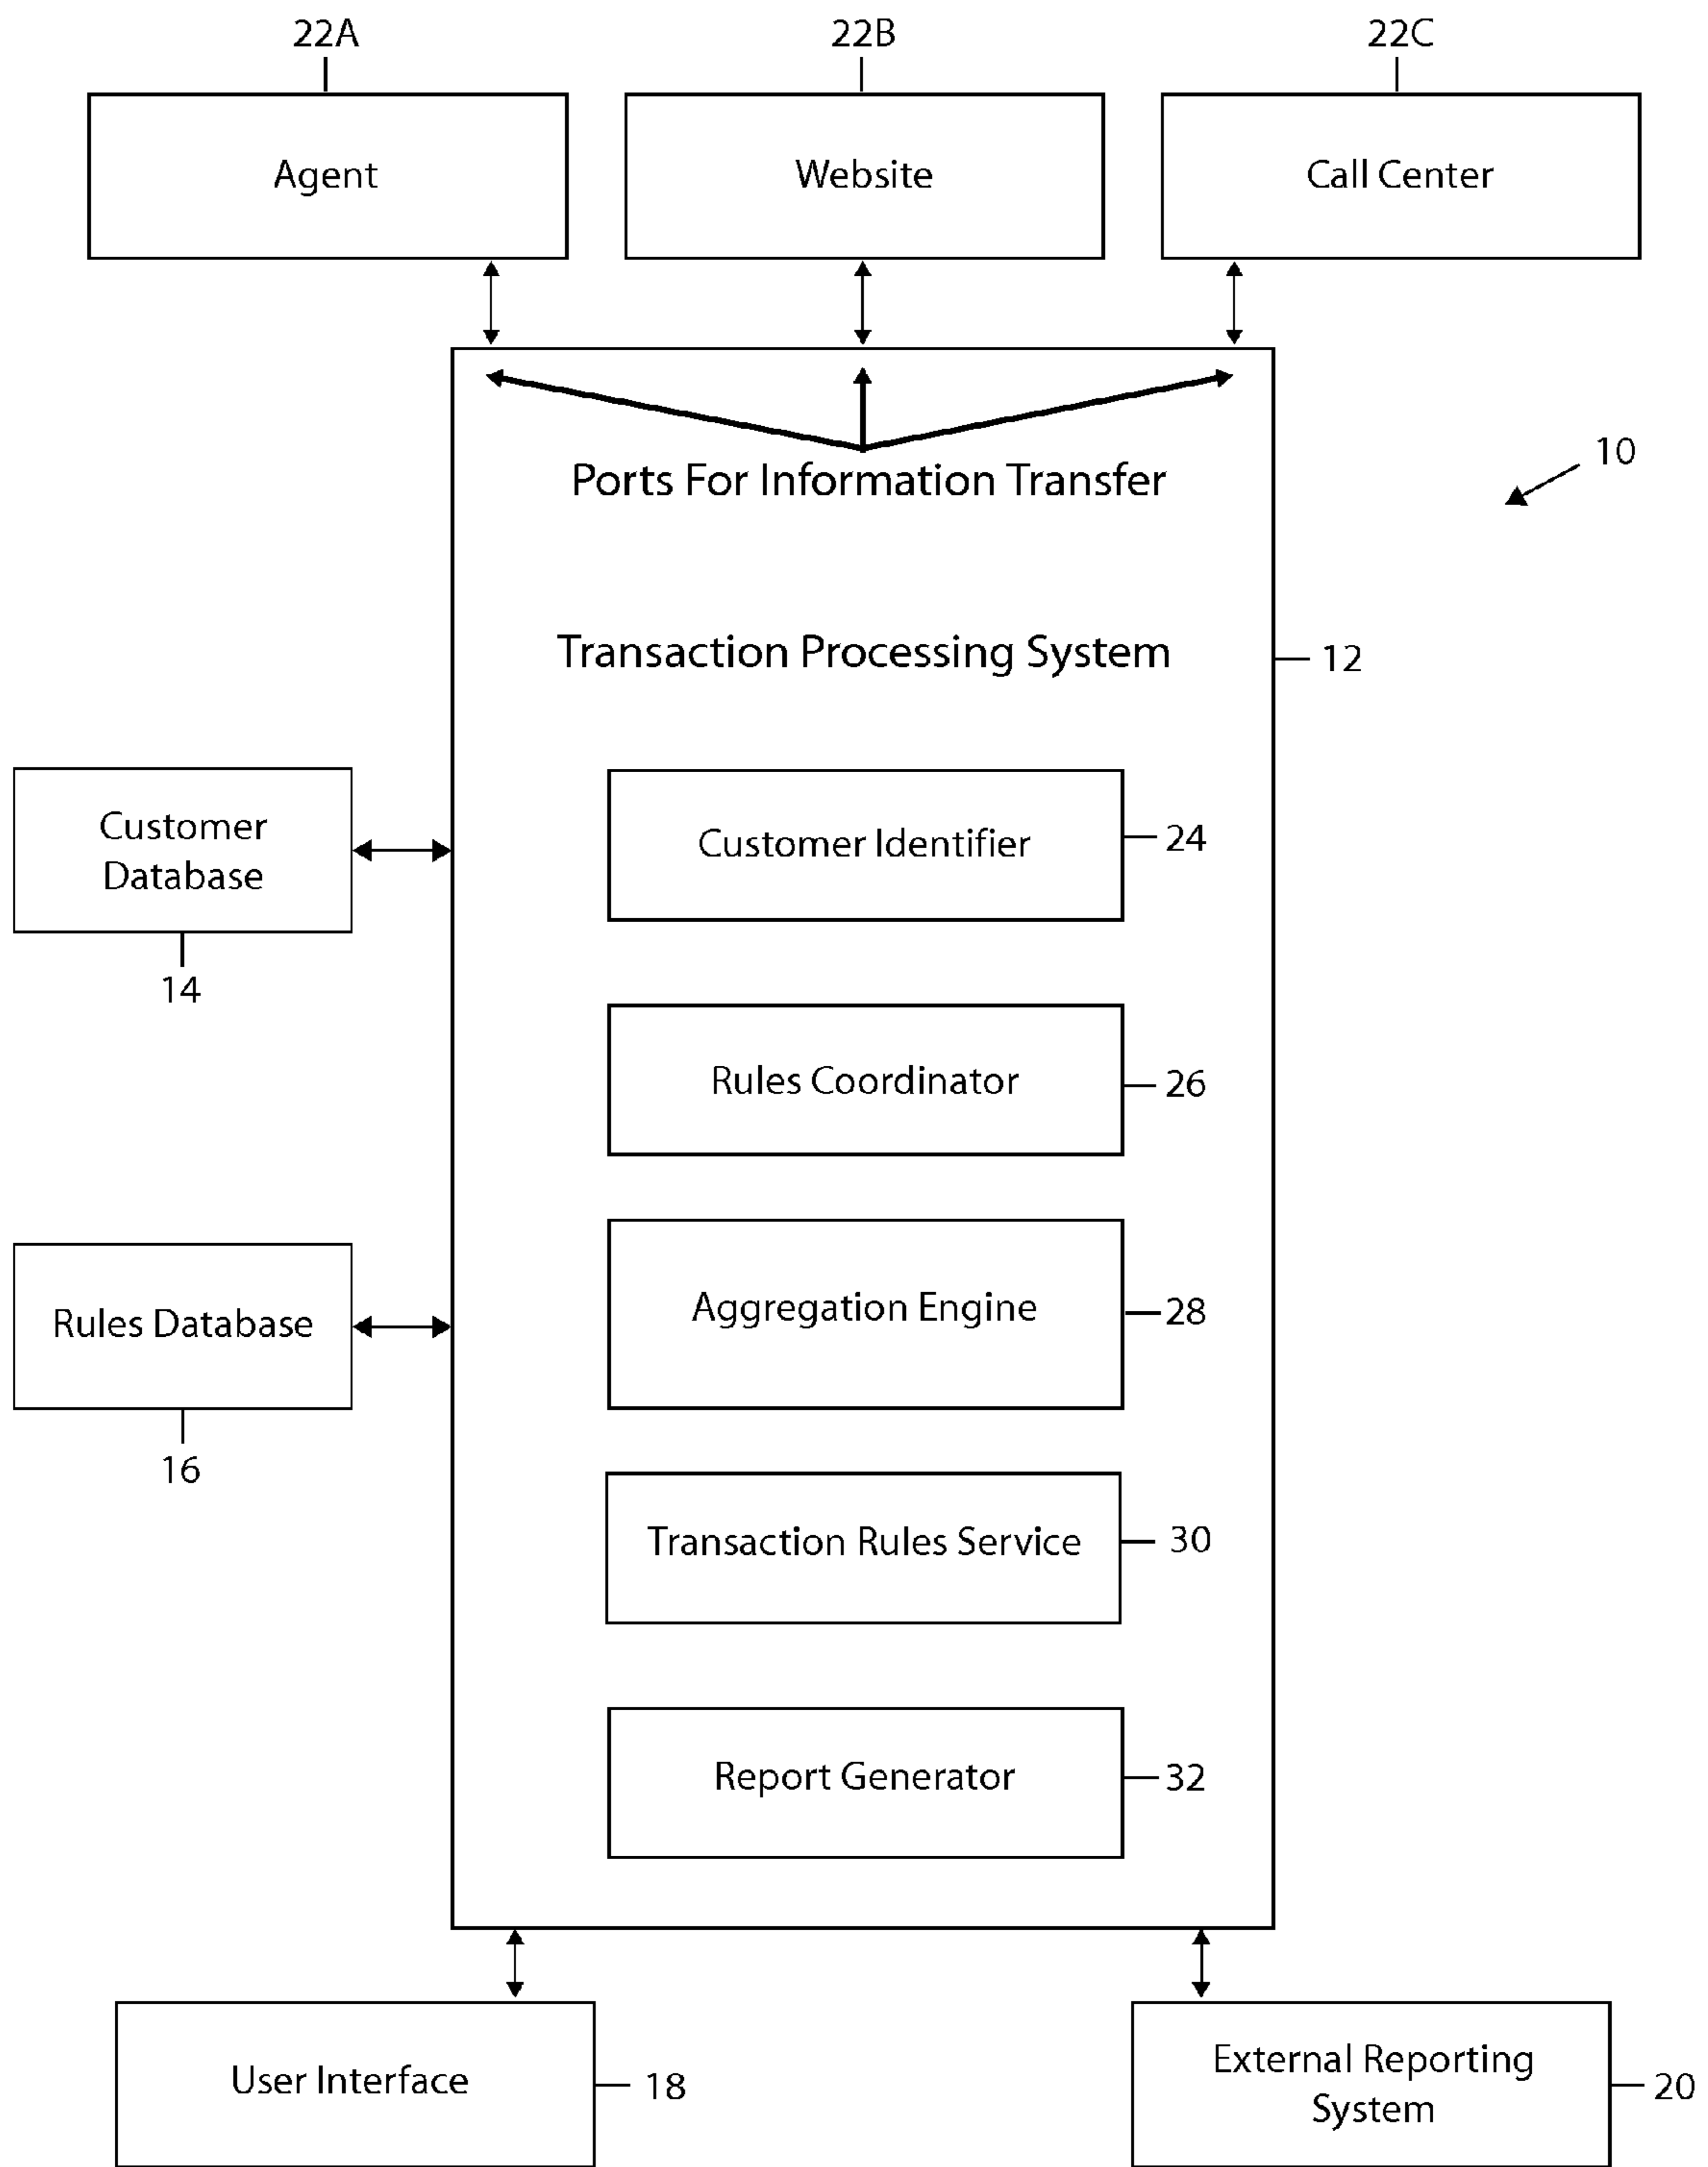 22A
22B
22C
Agent
Website
Call Center
Ports For Information Transfer
10
Transaction Processing System
12
Customer
Database
14
Customer Identifier
24
Rules Coordinator
26
Rules Database
16
Aggregation Engine
28
Transaction Rules Service
30
Report Generator
32
User Interface
18
External Reporting
System
20